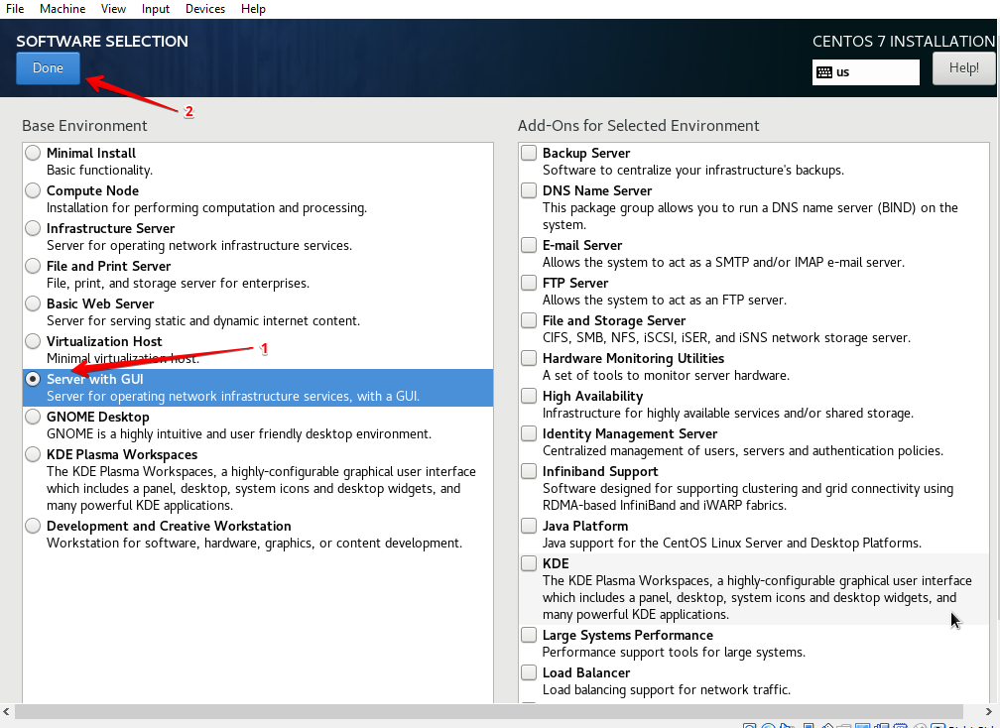 File Machine View Input Devices Help
SOFTWARE SELECTION
CENTOS 7 INSTALLATION
Done
us
Help!
2
Base Environment
Minimal Install
Basic functionality.
Compute Node
Installation for performing computation and processing.
Infrastructure Server
Server for operating network infrastructure services.
File and Print Server
File, print, and storage server for enterprises.
Basic Web Server
Server for serving static and dynamic internet content.
Virtualization Host
Minimal virtualization host.
1
Server with GUI
Server for operating network infrastructure services, with a GUI.
GNOME Desktop
GNOME is a highly intuitive and user friendly desktop environment.
KDE Plasma Workspaces
The KDE Plasma Workspaces, a highly-configurable graphical user interface
which includes a panel, desktop, system icons and desktop widgets, and
many powerful KDE applications.
Development and Creative Workstation
Workstation for software, hardware, graphics, or content development.
Add-Ons for Selected Environment
Backup Server
Software to centralize your infrastructure's backups.
DNS Name Server
This package group allows you to run a DNS name server (BIND) on the
system.
E-mail Server
Allows the system to act as a SMTP and/or IMAP e-mail server.
FTP Server
Allows the system to act as an FTP server.
File and Storage Server
CIFS, SMB, NFS, iSCSI, iSER, and iSNS network storage server.
Hardware Monitoring Utilities
A set of tools to monitor server hardware.
High Availability
Infrastructure for highly available services and/or shared storage.
Identity Management Server
Centralized management of users, servers and authentication policies.
Infiniband Support
Software designed for supporting clustering and grid connectivity using
RDMA-based InfiniBand and iWARP fabrics.
Java Platform
Java support for the CentOS Linux Server and Desktop Platforms.
KDE
The KDE Plasma Workspaces, a highly-configurable graphical user interface
which includes a panel, desktop, system icons and desktop widgets, and
many powerful KDE applications.
Large Systems Performance
Performance support tools for large systems.
Load Balancer
Load balancing support for network traffic.